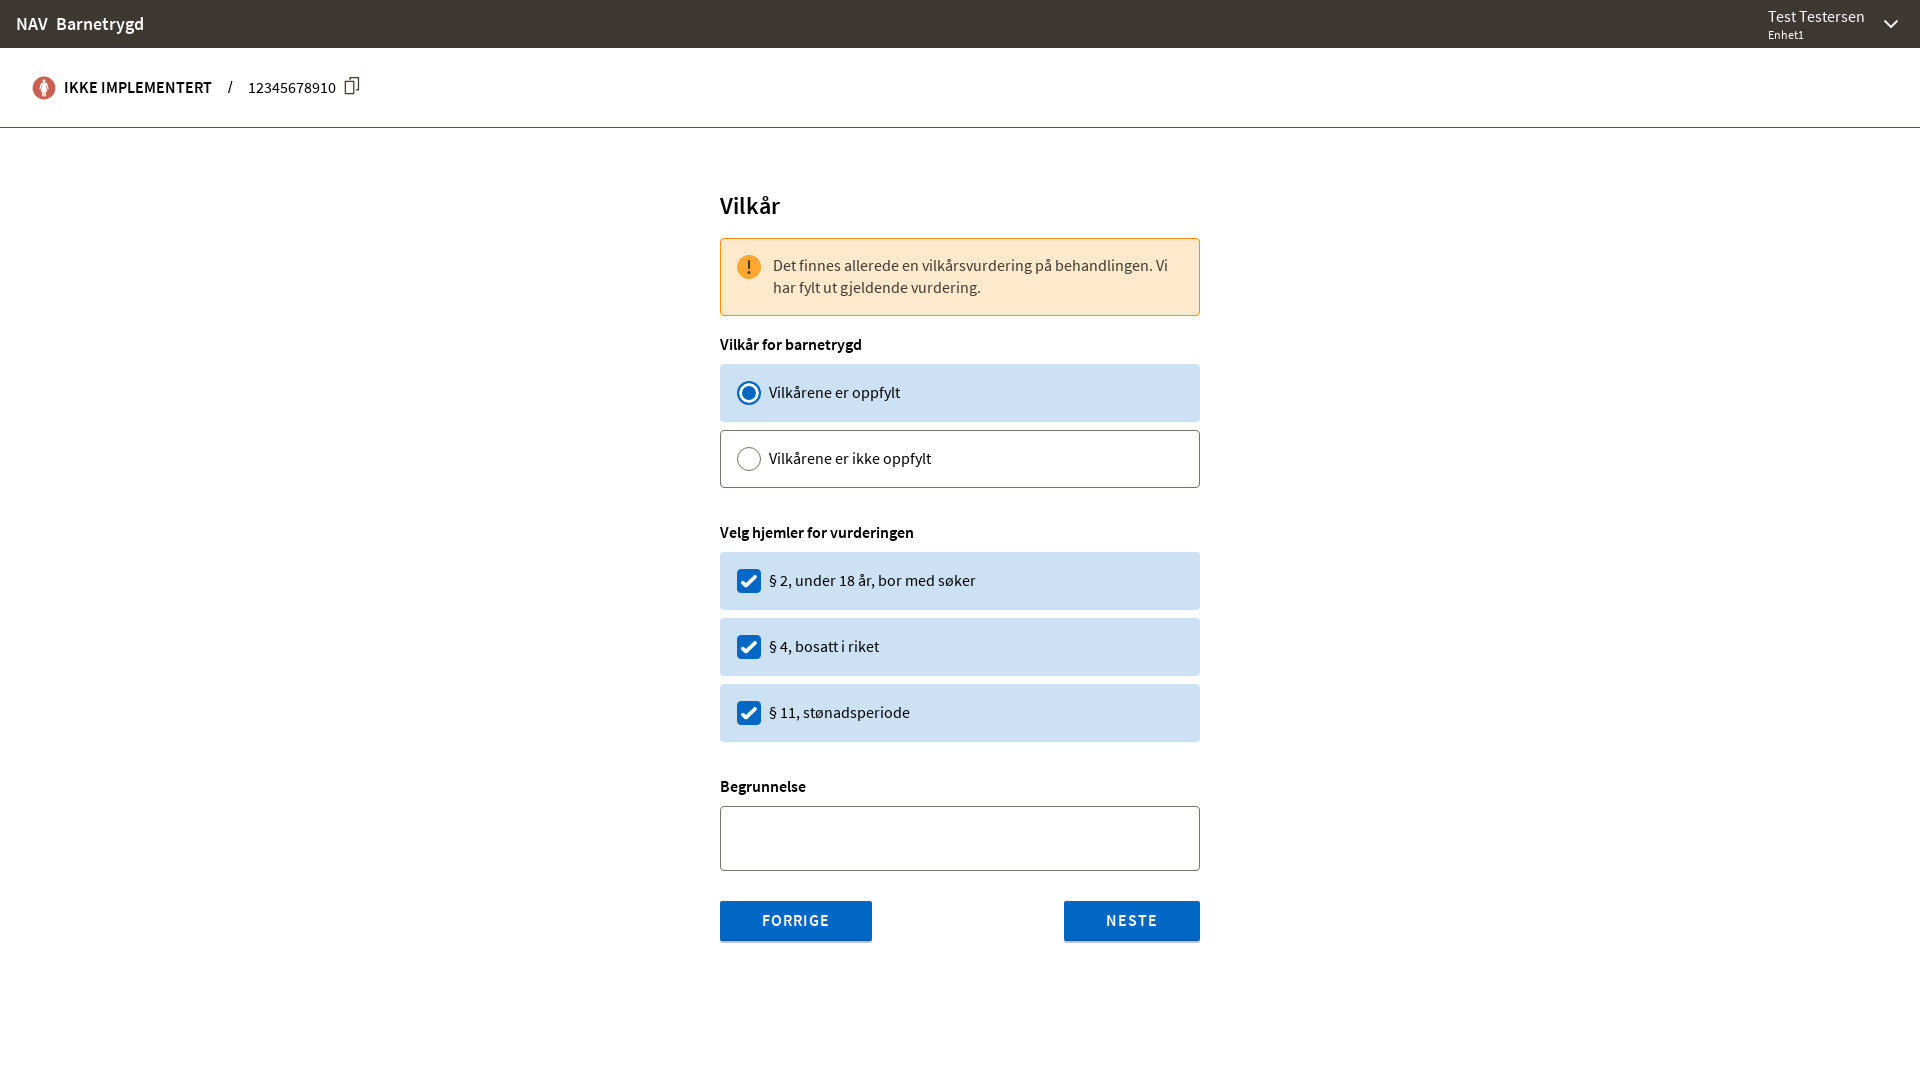 NAV Barnetrygd
Test Testersen
Enhet1
IKKE IMPLEMENTERT / 12345678910
Vilkår
Det finnes allerede en vilkårsvurdering på behandlingen. Vi
har fylt ut gjeldende vurdering.
Vilkår for barnetrygd
Vilkårene er oppfylt
Vilkårene er ikke oppfylt
Velg hjemler for vurderingen
§ 2, under 18 år, bor med søker
§ 4, bosatt i riket
§ 11, stønadsperiode
Begrunnelse
FORRIGE
NESTE